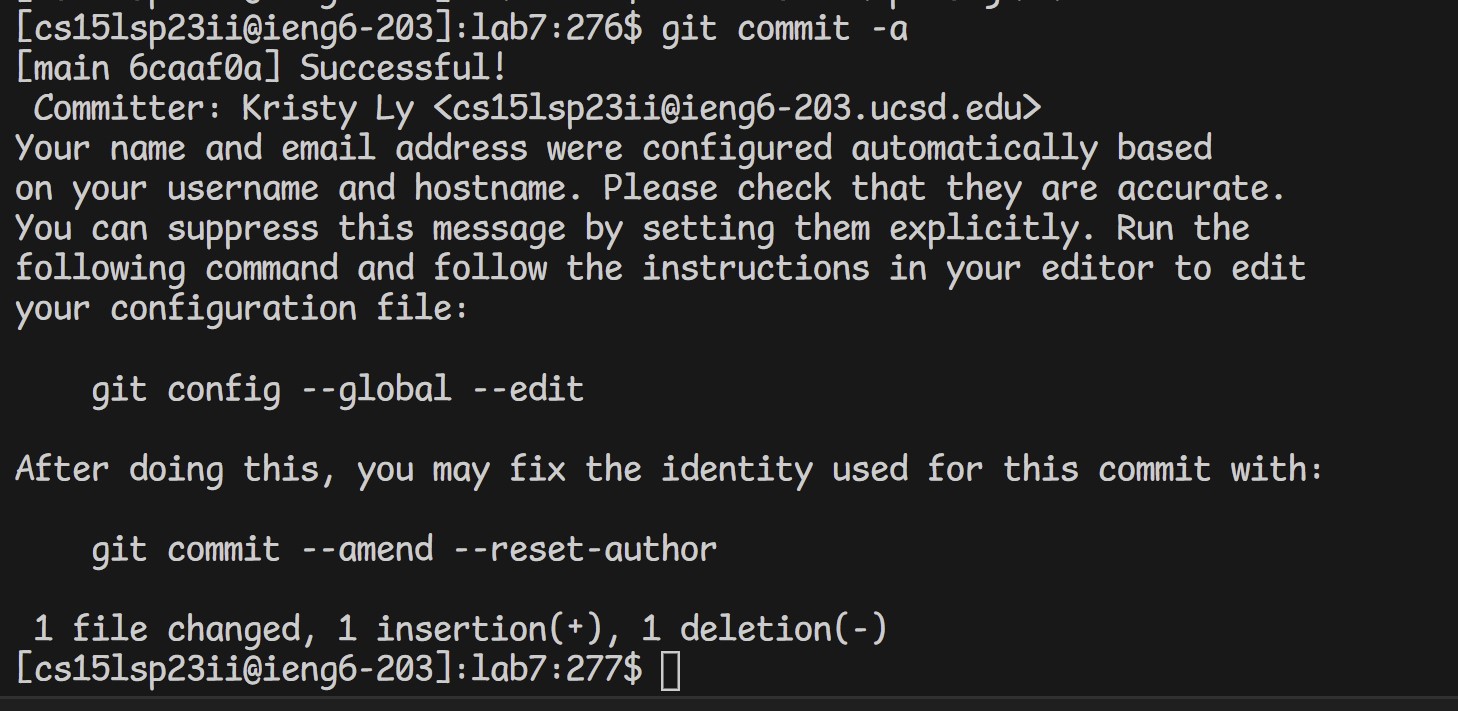 [cs15lsp23ii@ieng6-203]:lab7:276$ git commit -a
[main 6caaf0a] Successful!
 Committer: Kristy Ly <cs15lsp23ii@ieng6-203.ucsd.edu>
Your name and email address were configured automatically based
on your username and hostname. Please check that they are accurate.
You can suppress this message by setting them explicitly. Run the
following command and follow the instructions in your editor to edit
your configuration file:

    git config --global --edit

After doing this, you may fix the identity used for this commit with:

    git commit --amend --reset-author

 1 file changed, 1 insertion(+), 1 deletion(-)
[cs15lsp23ii@ieng6-203]:lab7:277$